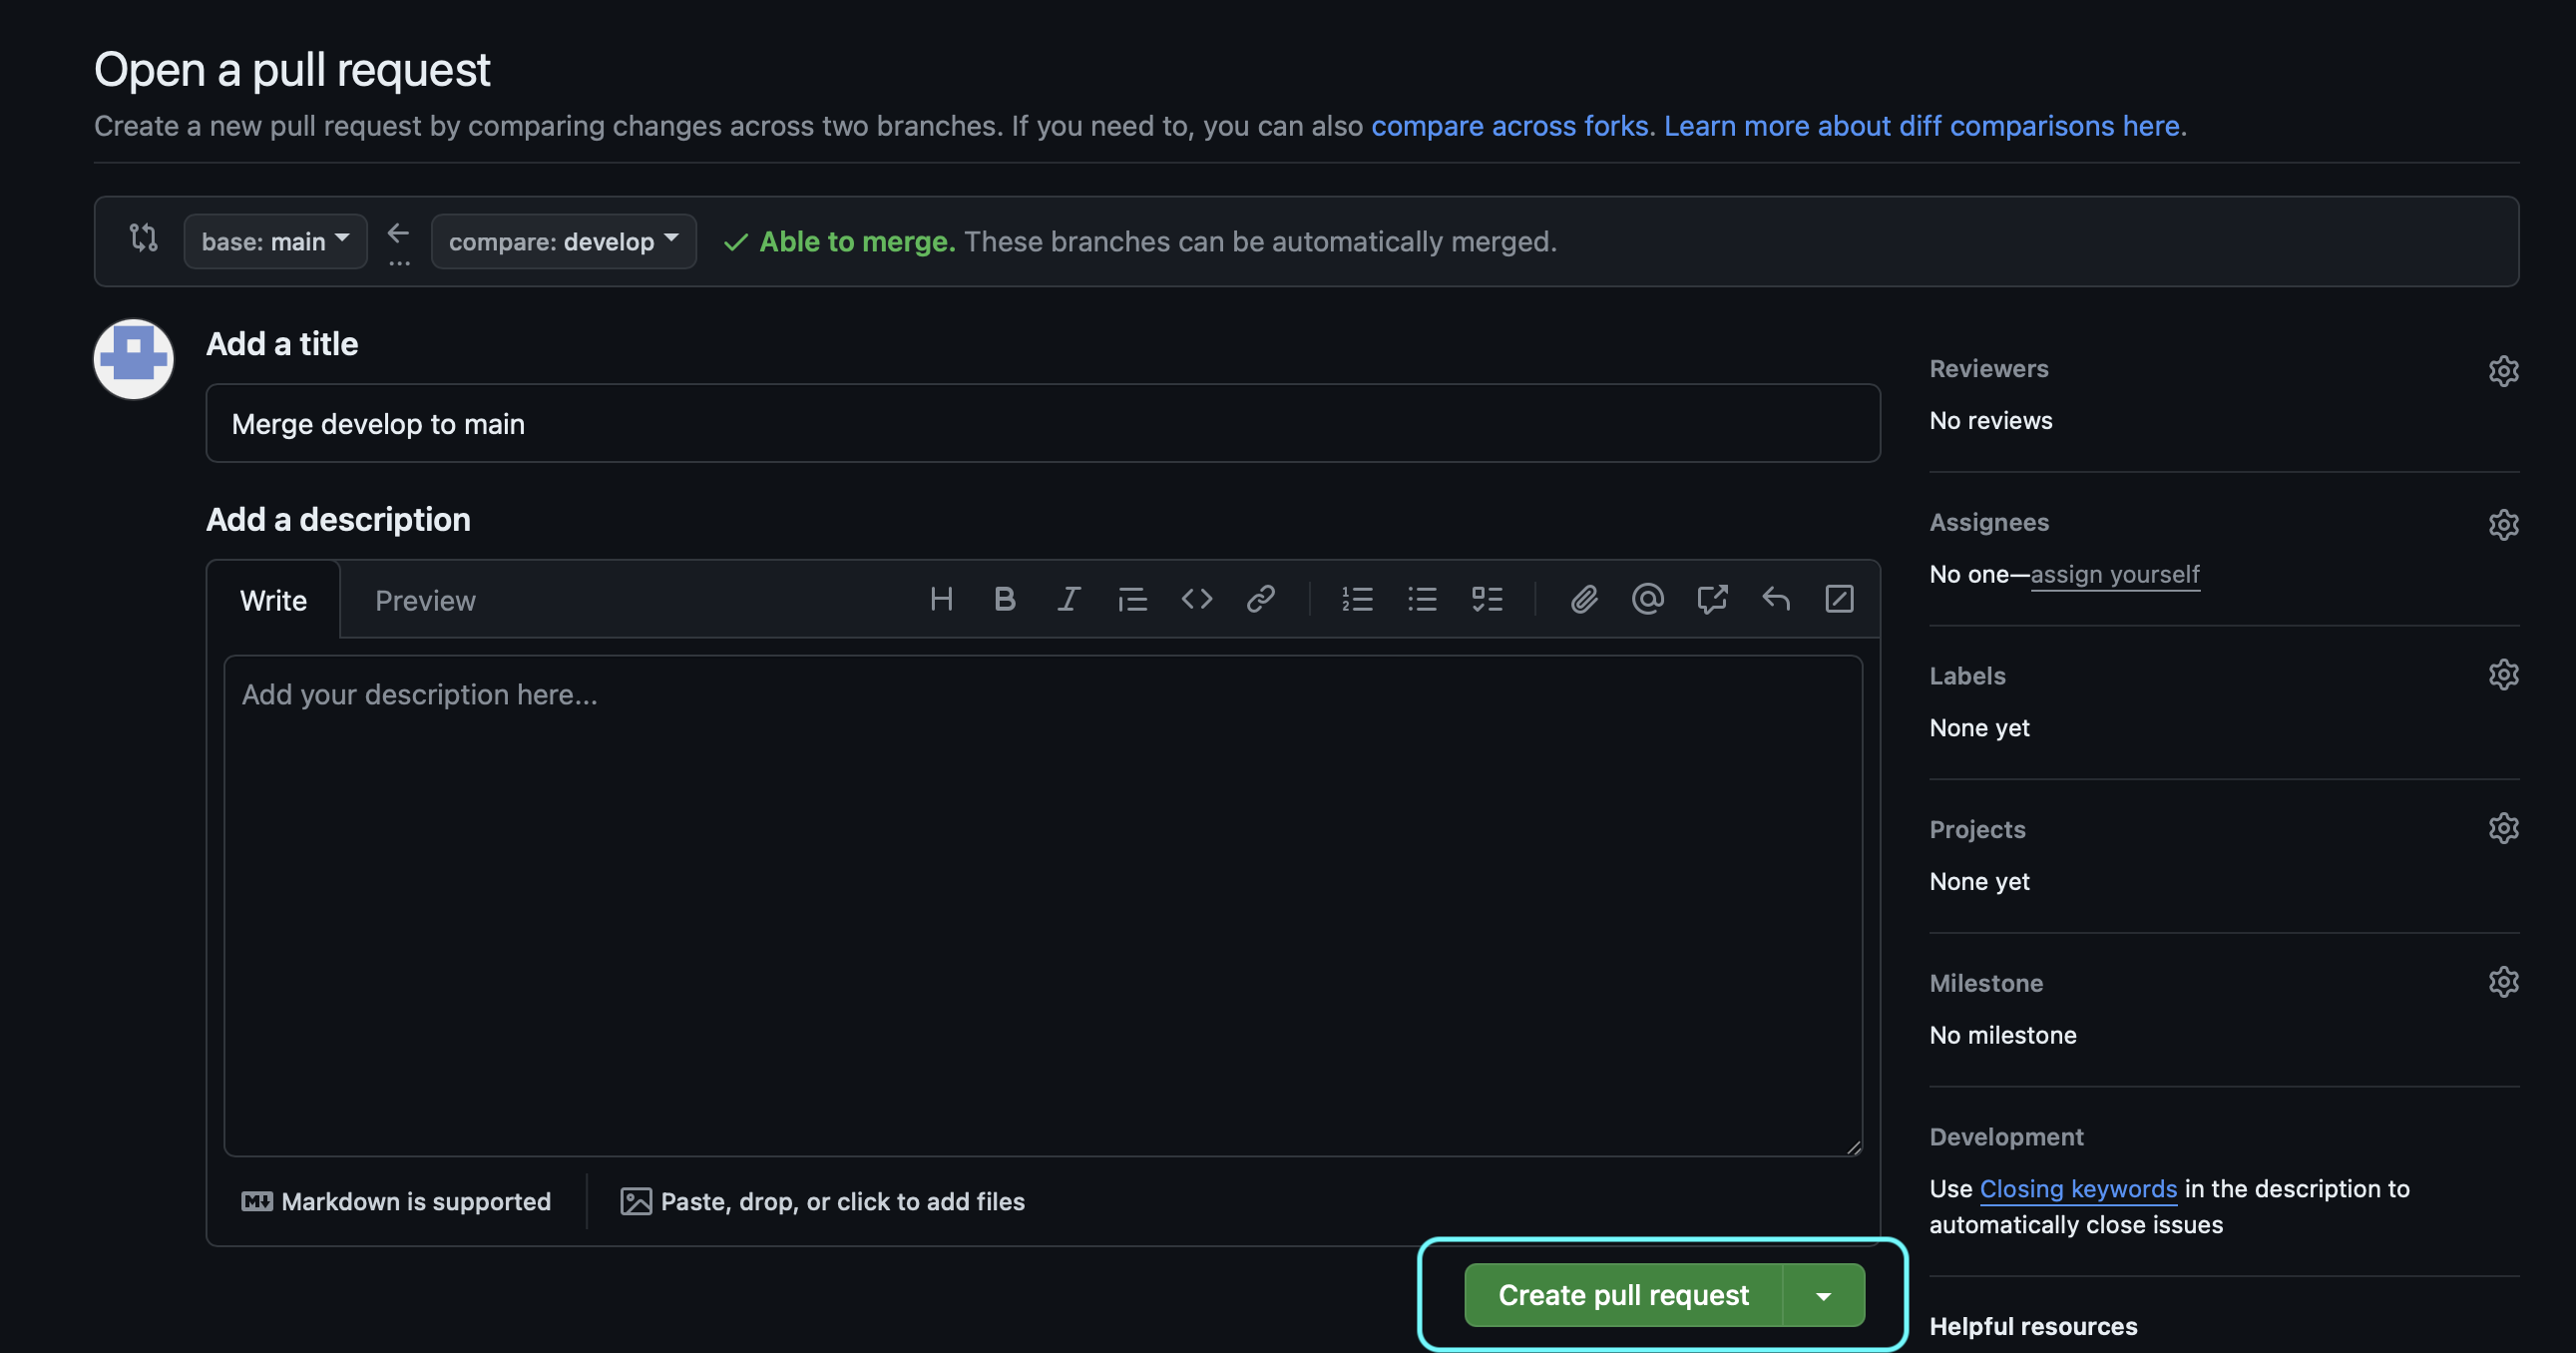 Open a pull request
Create a new pull request by comparing changes across two branches. If you need to, you can also compare across forks. Learn more about diff comparisons here.
base: main
compare: develop
Able to merge. These branches can be automatically merged.
Add a title
Merge develop to main
Add a description
Write
Preview
Add your description here...
Markdown is supported
Paste, drop, or click to add files
Create pull request
Reviewers
No reviews
Assignees
No one—assign yourself
Labels
None yet
Projects
None yet
Milestone
No milestone
Development
Use Closing keywords in the description to
automatically close issues
Helpful resources